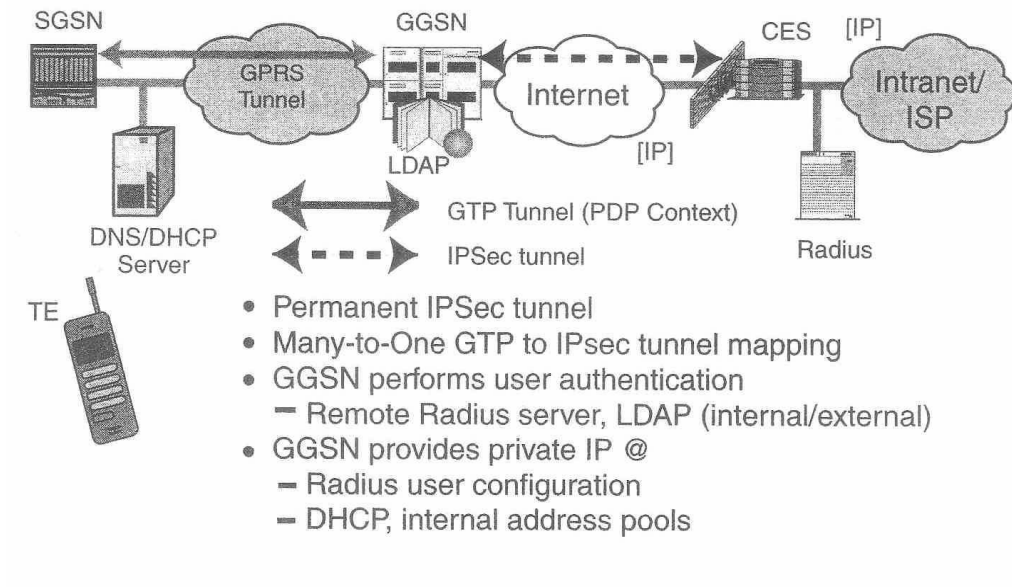 SGSN
GGSN
CES
[IP]
GPRS
Tunnel
Internet
Intranet/
ISP
LDAP
[IP]
GTP Tunnel (PDP Context)
DNS/DHCP
Server
IPSec tunnel
Radius
TE
• Permanent IPSec tunnel
• Many-to-One GTP to IPsec tunnel mapping
• GGSN performs user authentication
– Remote Radius server, LDAP (internal/external)
• GGSN provides private IP @
– Radius user configuration
– DHCP, internal address pools